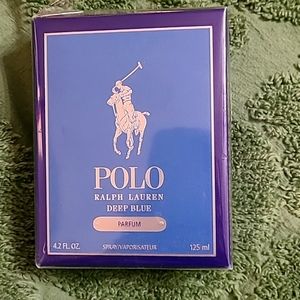 POLO
RALPH LAUREN
DEEP BLUE
PARFUM
4.2 FL. OZ. SPRAY/VAPORISATEUR 125 ml